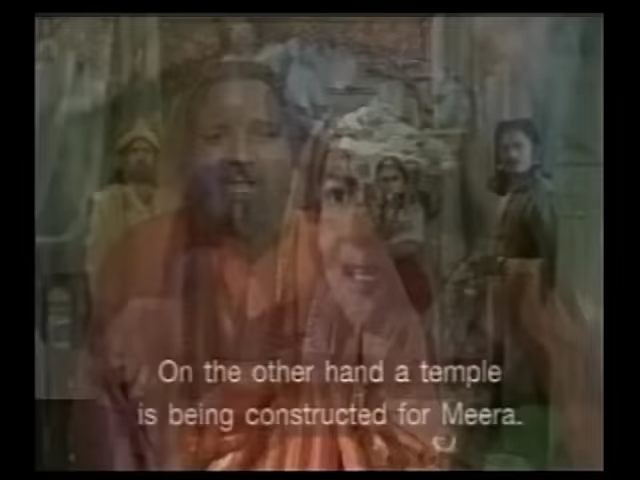 On the other hand a temple
is being constructed for Meera.